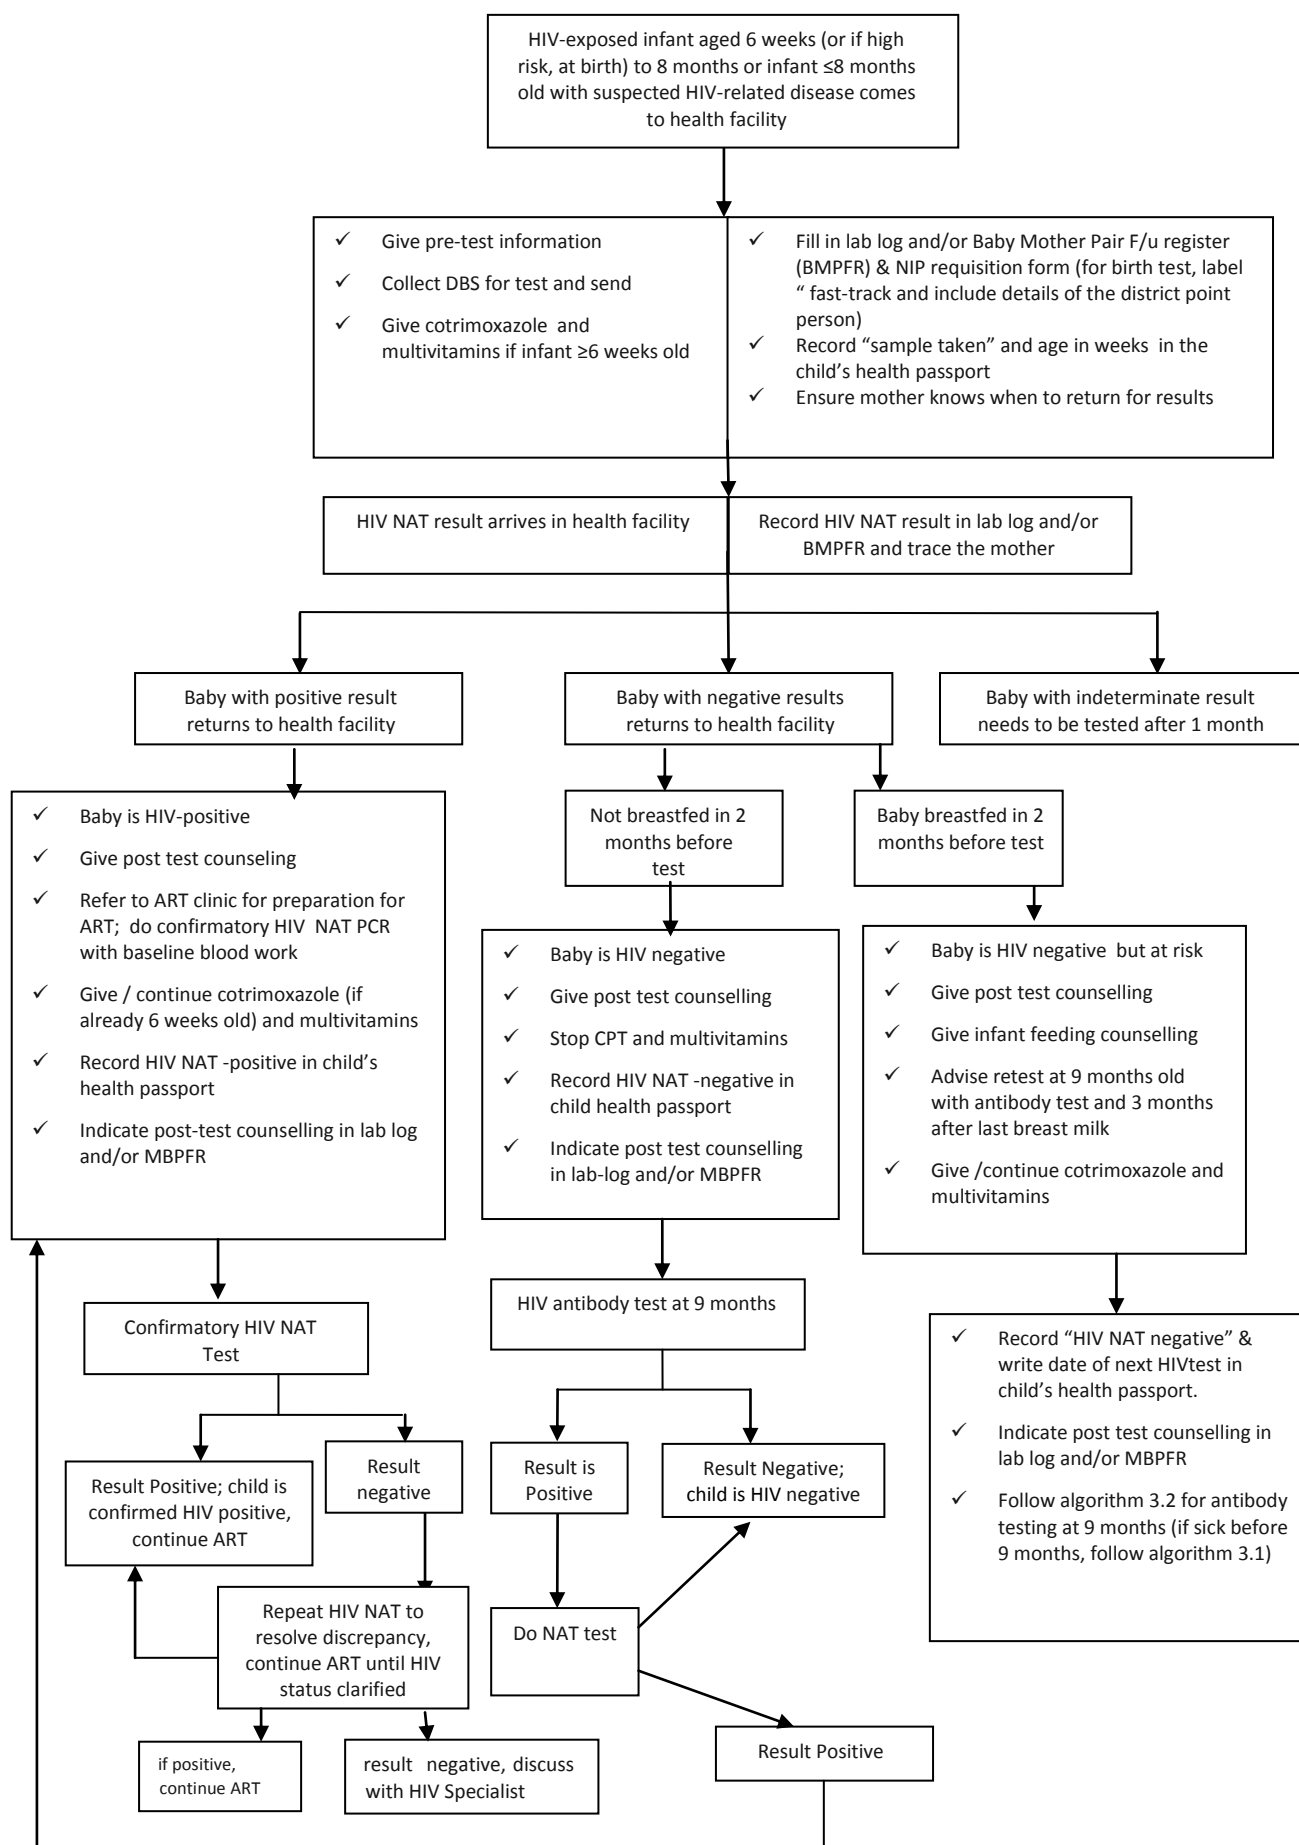 HIV-exposed infant aged 6 weeks (or if high
risk, at birth) to 8 months or infant ≤8 months
old with suspected HIV-related disease comes
to health facility
✓ Give pre-test information
✓ Collect DBS for test and send
✓ Give cotrimoxazole and
multivitamins if infant ≥6 weeks old
✓ Fill in lab log and/or Baby Mother Pair F/u register
(BMPFR) & NIP requisition form (for birth test, label
“ fast-track and include details of the district point
person)
✓ Record “sample taken” and age in weeks in the
child’s health passport
✓ Ensure mother knows when to return for results
HIV NAT result arrives in health facility
Record HIV NAT result in lab log and/or
BMPFR and trace the mother
Baby with positive result
returns to health facility
Baby with negative results
returns to health facility
Baby with indeterminate result
needs to be tested after 1 month
✓ Baby is HIV-positive
✓ Give post test counseling
✓ Refer to ART clinic for preparation for
ART; do confirmatory HIV NAT PCR
with baseline blood work
✓ Give / continue cotrimoxazole (if
already 6 weeks old) and multivitamins
✓ Record HIV NAT -positive in child’s
health passport
✓ Indicate post-test counselling in lab log
and/or MBPFR
Not breastfed in 2
months before
test
Baby breastfed in 2
months before test
✓ Baby is HIV negative
✓ Give post test counselling
✓ Stop CPT and multivitamins
✓ Record HIV NAT -negative in
child health passport
✓ Indicate post test counselling
in lab-log and/or MBPFR
✓ Baby is HIV negative but at risk
✓ Give post test counselling
✓ Give infant feeding counselling
✓ Advise retest at 9 months old
with antibody test and 3 months
after last breast milk
✓ Give /continue cotrimoxazole and
multivitamins
Confirmatory HIV NAT
Test
HIV antibody test at 9 months
✓ Record “HIV NAT negative” &
write date of next HIVtest in
child’s health passport.
✓ Indicate post test counselling in
lab log and/or MBPFR
✓ Follow algorithm 3.2 for antibody
testing at 9 months (if sick before
9 months, follow algorithm 3.1)
Result Positive; child is
confirmed HIV positive,
continue ART
Result
negative
Result is
Positive
Result Negative;
child is HIV negative
Repeat HIV NAT to
resolve discrepancy,
continue ART until HIV
status clarified
Do NAT test
if positive,
continue ART
result negative, discuss
with HIV Specialist
Result Positive